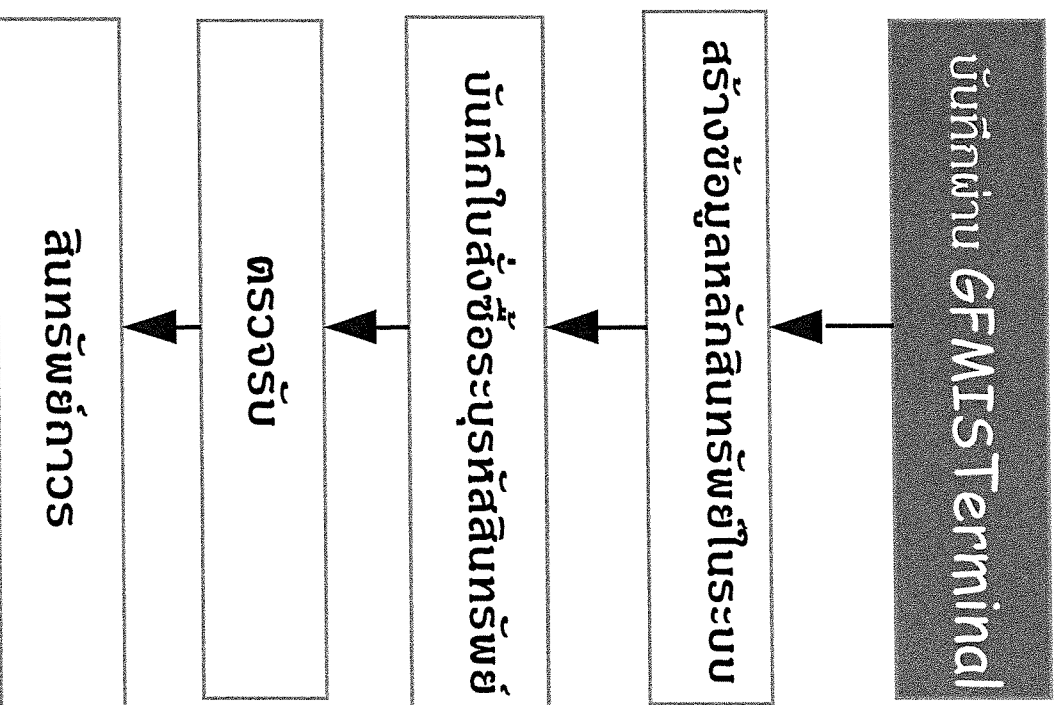 บันทึกผ่าน GFMISTerminal
สร้างข้อมูลหลักสินทรัพย์ในระบบ
บันทึกใบสั่งซื้อระบุรหัสสินทรัพย์
ตรวจรับ
สินทรัพย์ถาวร